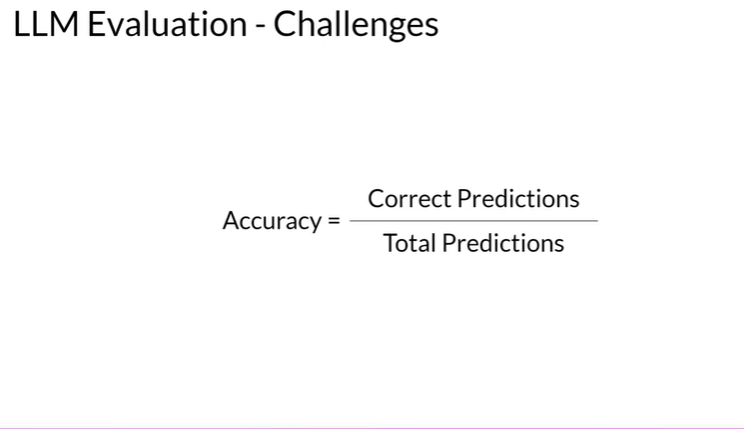 LLM Evaluation - Challenges
Accuracy =
Correct Predictions
Total Predictions